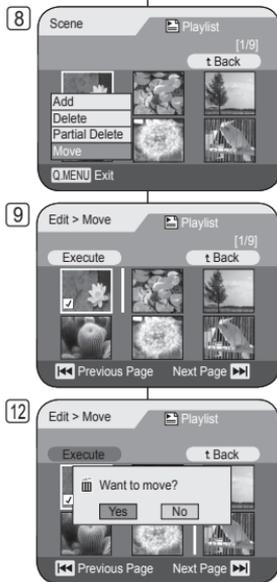 8
Scene
Playlist
[1/9]
t Back
Add
Delete
Partial Delete
Move
Q.MENU Exit
9
Edit > Move
Playlist
[1/9]
Execute
t Back
Previous Page Next Page
12
Edit > Move
Playlist
Execute
t Back
Want to move?
Yes No
Previous Page Next Page